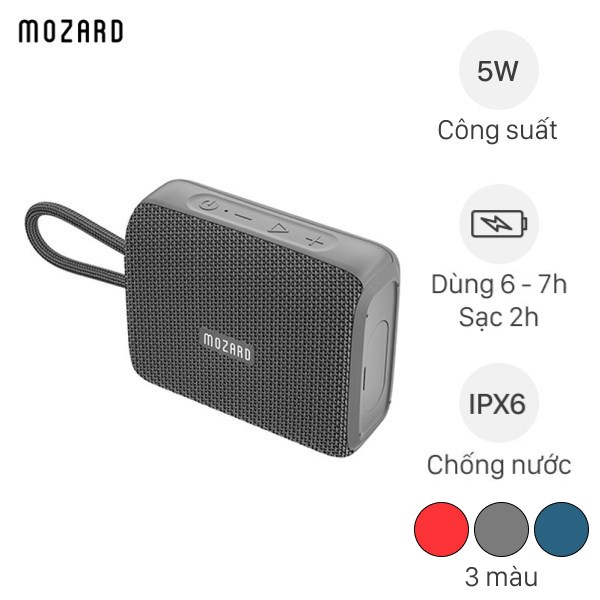 MOZARD
5W
Công suất
Dùng 6 - 7h
Sạc 2h
MOZARD
IPX6
Chống nước
3 màu